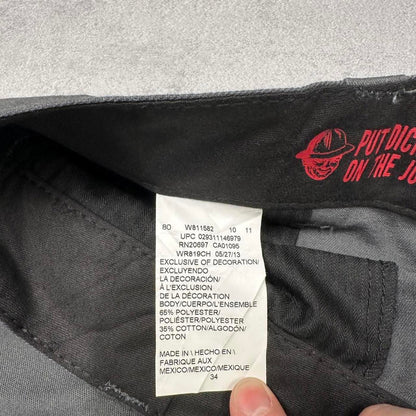 PUT DIC
ON THE JO
80 W811582 10 11
UPC 029311146979
RN20697 CA01095
WR819CH 05/27/13
EXCLUSIVE OF DECORATION/
EXCLUYENDO
LA DECORACIÓN/
À L'EXCLUSION
DE LA DÉCORATION
BODY/CUERPO/L'ENSEMBLE
65% POLYESTER/
POLIÉSTER/POLYESTER
35% COTTON/ALGODÓN/
COTON
MADE IN \ HECHO EN \
FABRIQUE AUX
MEXICO/MEXICO/MEXIQUE
34